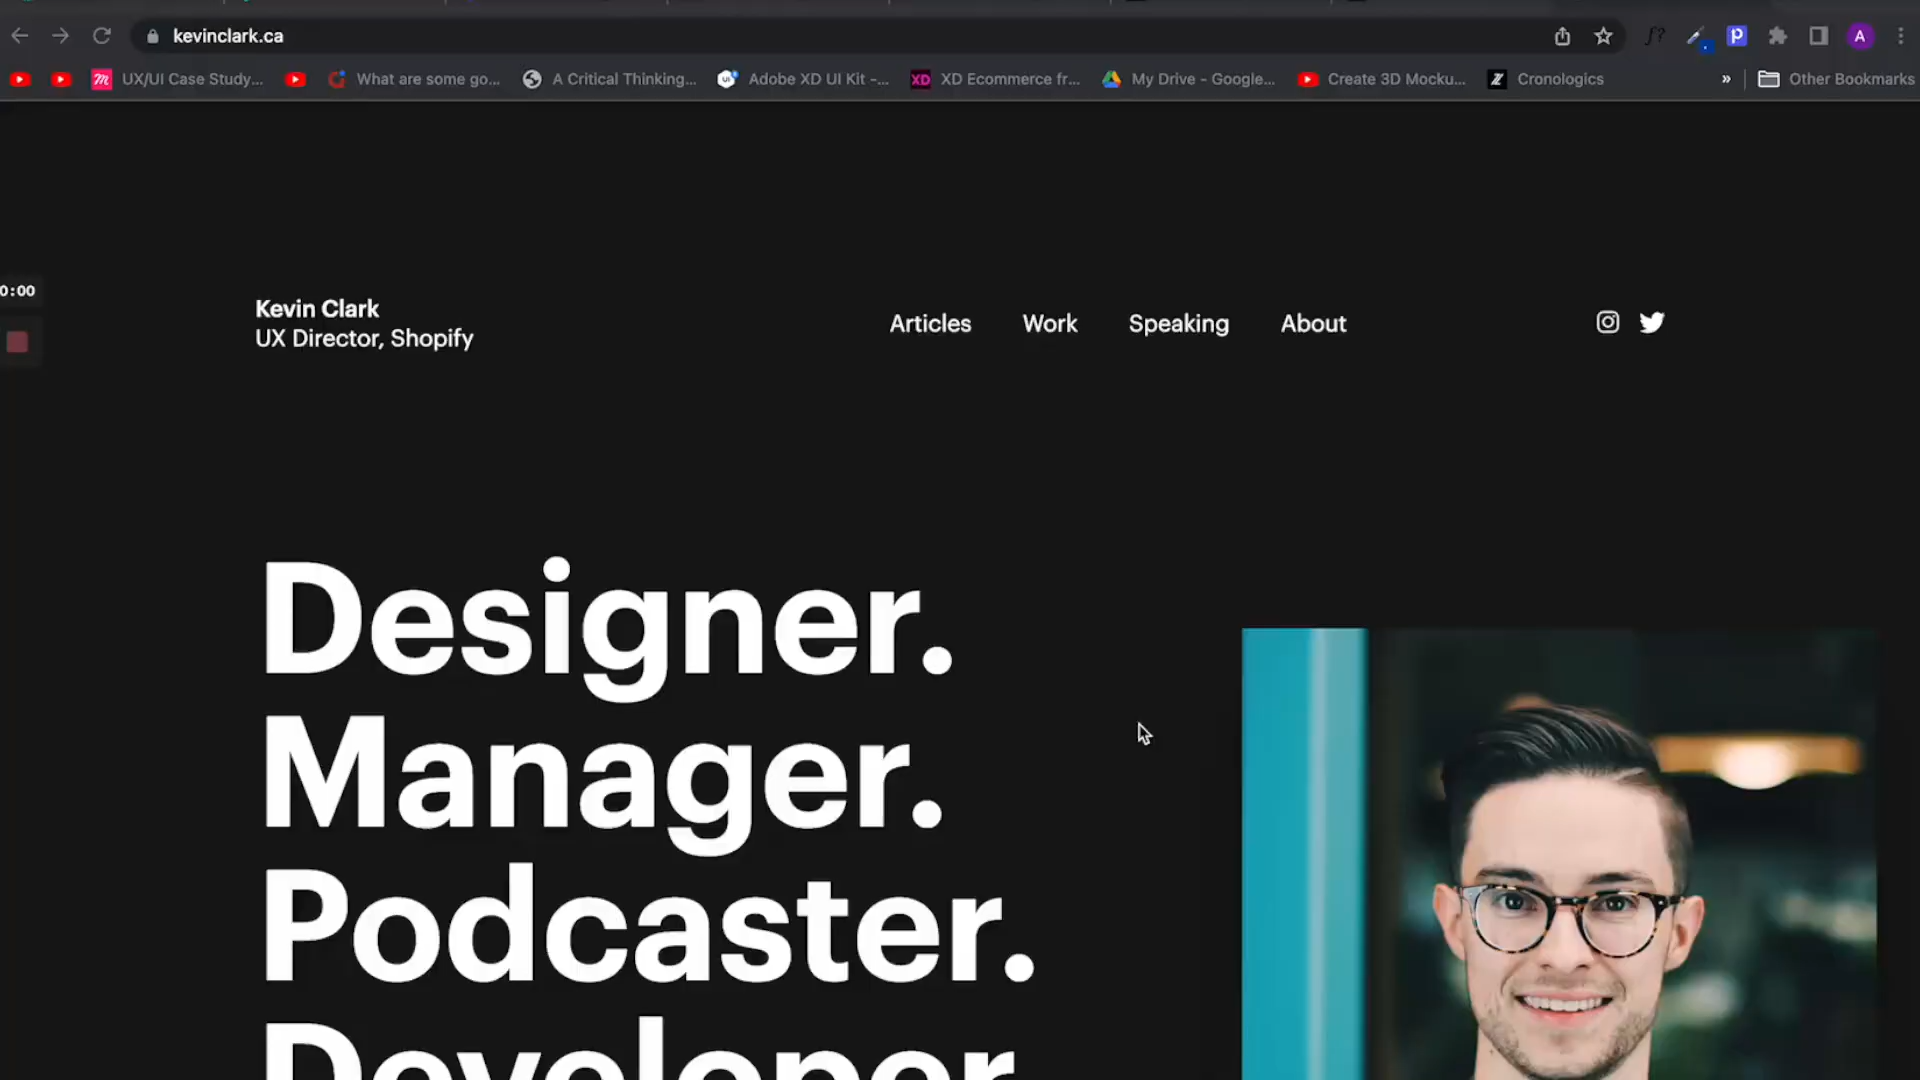 kevinclark.ca
UX/UI Case Study...
What are some go...
A Critical Thinking...
Adobe XD UI Kit –...
XD Ecommerce fr...
My Drive - Google...
Create 3D Mocku...
Cronologics
»
Other Bookmarks
0:00
Kevin Clark
UX Director, Shopify
Articles
Work
Speaking
About
Designer.
Manager.
Podcaster.
Developer.